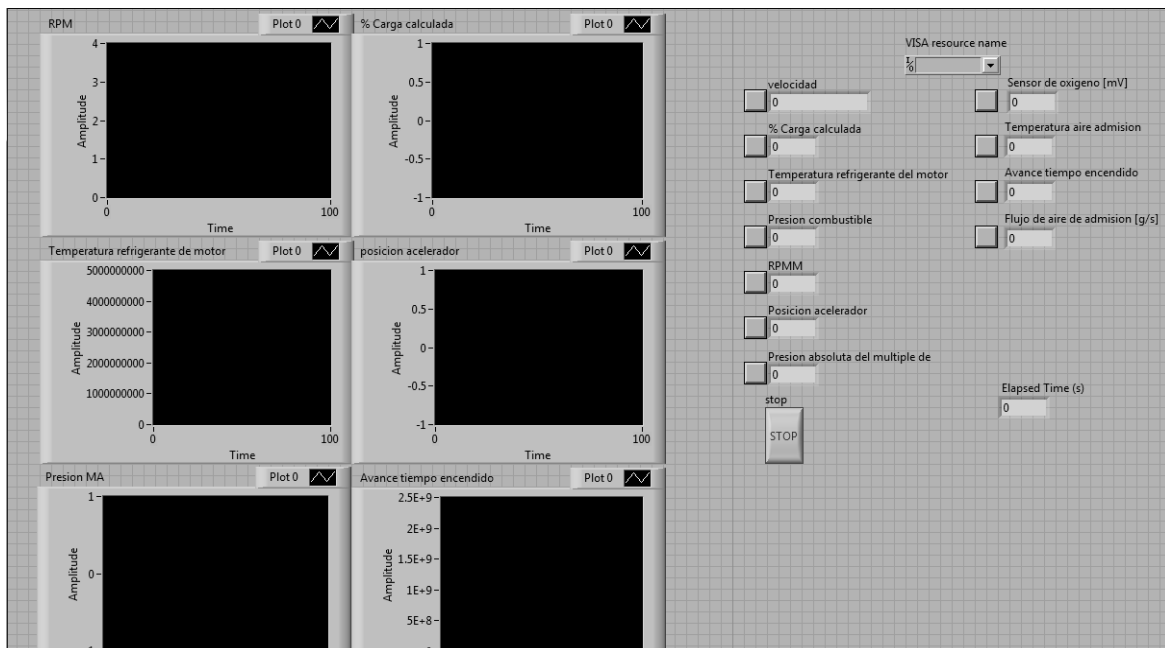 RPM Plot 0
4
3
2
1
0
Amplitude
0 100
Time
% Carga calculada Plot 0
1
0.5
0
-0.5
-1
Amplitude
0 100
Time
Temperatura refrigerante de motor Plot 0
5000000000
4000000000
3000000000
2000000000
1000000000
0
Amplitude
0 100
Time
posicion acelerador Plot 0
1
0.5
0
-0.5
-1
Amplitude
0 100
Time
Presion MA Plot 0
1
0
Amplitude
Avance tiempo encendido Plot 0
2.5E+9
2E+9
1.5E+9
1E+9
5E+8
Amplitude
VISA resource name
velocidad
0
% Carga calculada
0
Temperatura refrigerante del motor
0
Presion combustible
0
RPMM
0
Posicion acelerador
0
Presion absoluta del multiple de
0
stop
STOP
Sensor de oxigeno [mV]
0
Temperatura aire admision
0
Avance tiempo encendido
0
Flujo de aire de admision [g/s]
0
Elapsed Time (s)
0